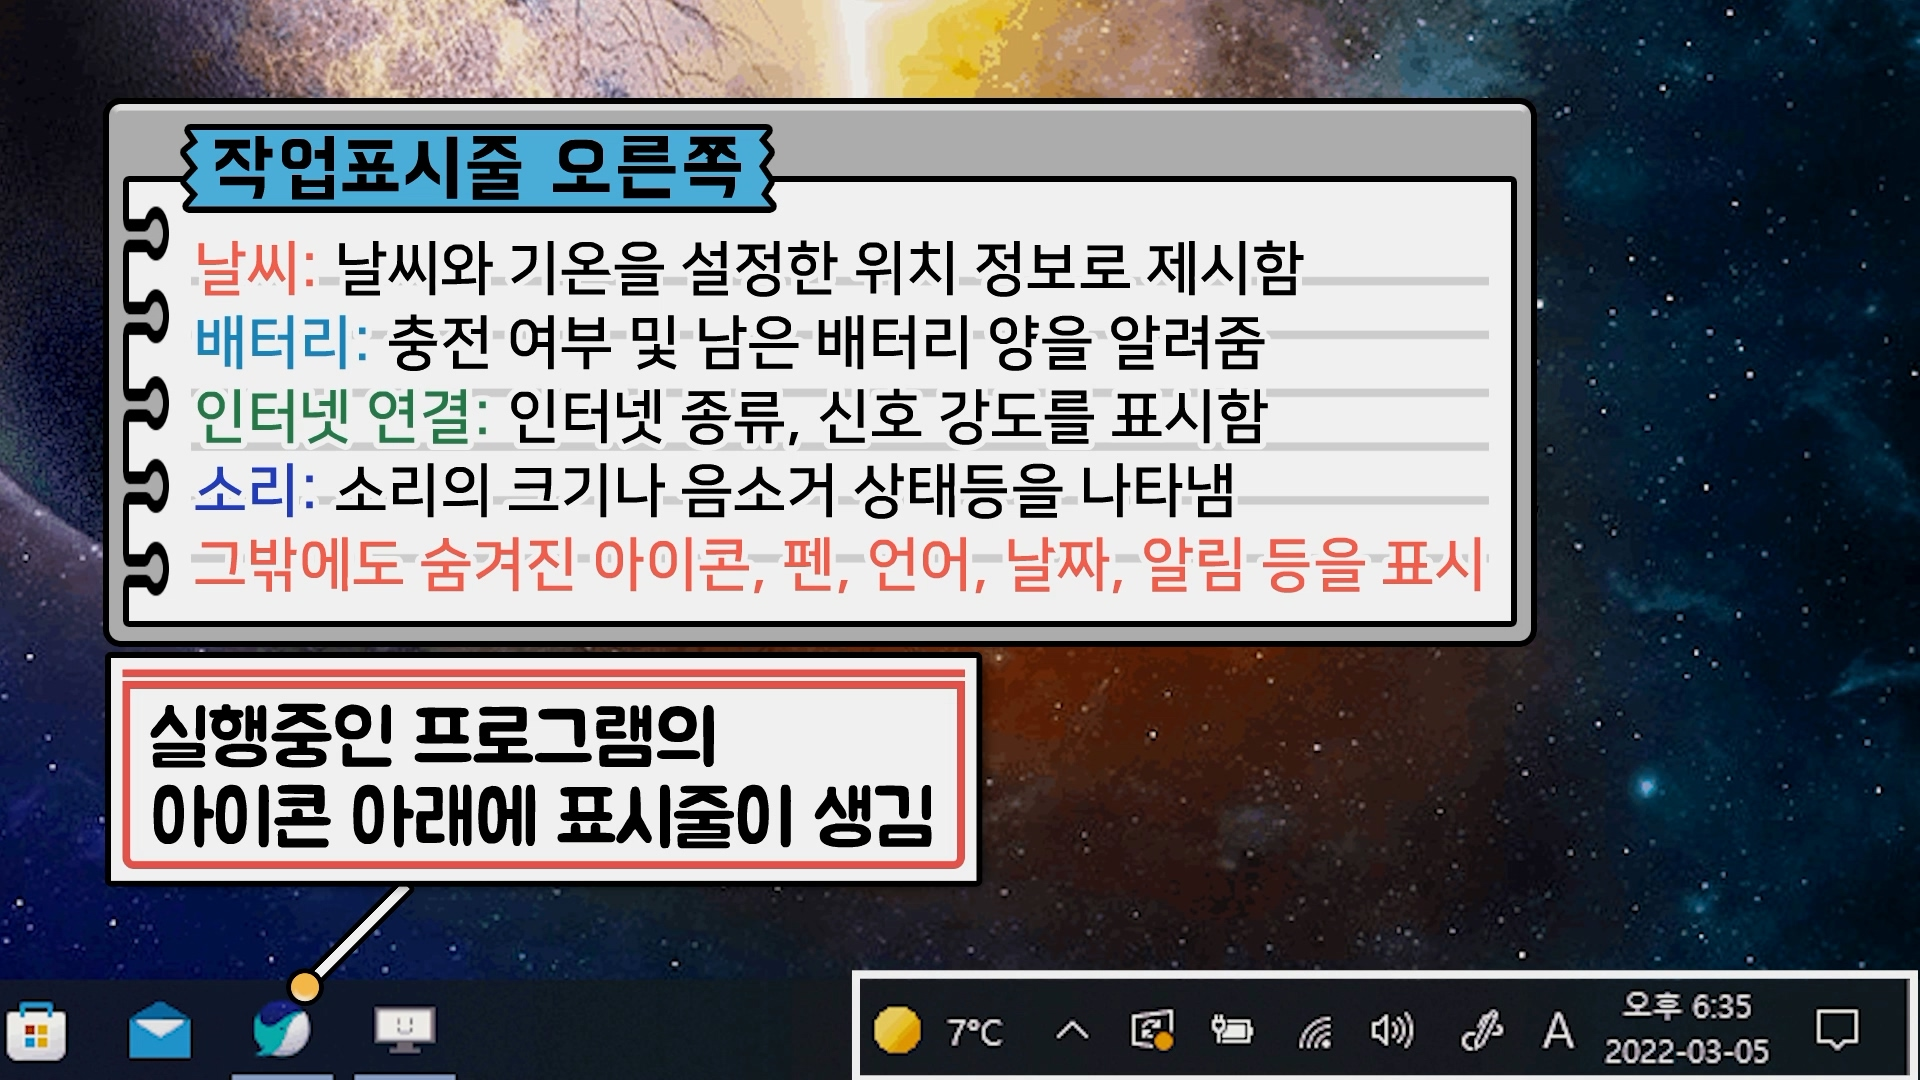 작업표시줄 오른쪽
날씨: 날씨와 기온을 설정한 위치 정보로 제시함
배터리: 충전 여부 및 남은 배터리 양을 알려줌
인터넷 연결: 인터넷 종류, 신호 강도를 표시함
소리: 소리의 크기나 음소거 상태등을 나타냄
그밖에도 숨겨진 아이콘, 펜, 언어, 날짜, 알림 등을 표시
실행중인 프로그램의
아이콘 아래에 표시줄이 생김
7°C
A
오후 6:35
2022-03-05